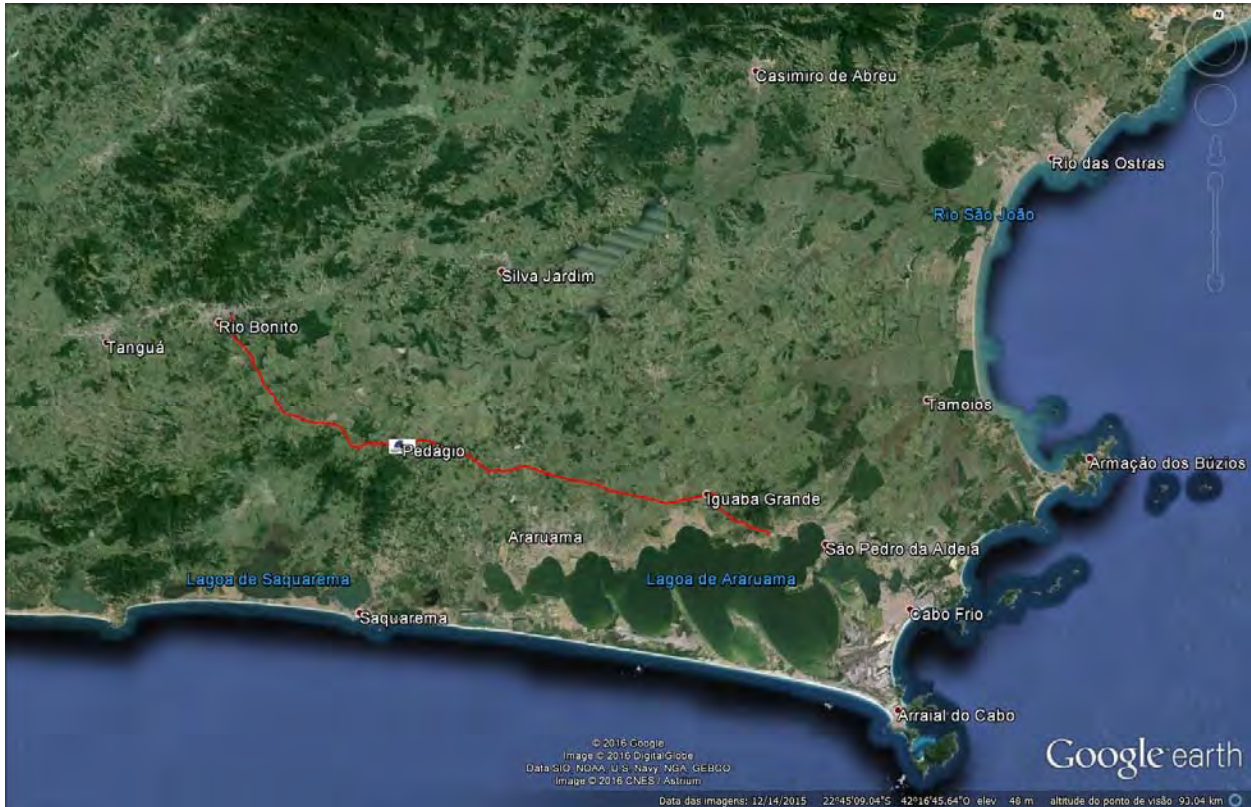 N
Casimiro de Abreu
Rio das Ostras
Rio São João
Silva Jardim
Rio Bonito
Tanguá
Tamoios
Pedágio
Armação dos Búzios
Iguaba Grande
Araruama
São Pedro da Aldeia
Lagoa de Saquarema
Lagoa de Araruama
Saquarema
Cabo Frio
Arraial do Cabo
© 2016 Google
Image © 2016 DigitalGlobe
Data SIO, NOAA, U.S. Navy, NGA, GEBCO
Image © 2016 CNES / Astrium
Google earth
Data das imagens: 12/14/2015 22°45'09.04"S 42°16'45.64"O elev 48 m altitude do ponto de visão 93.04 km